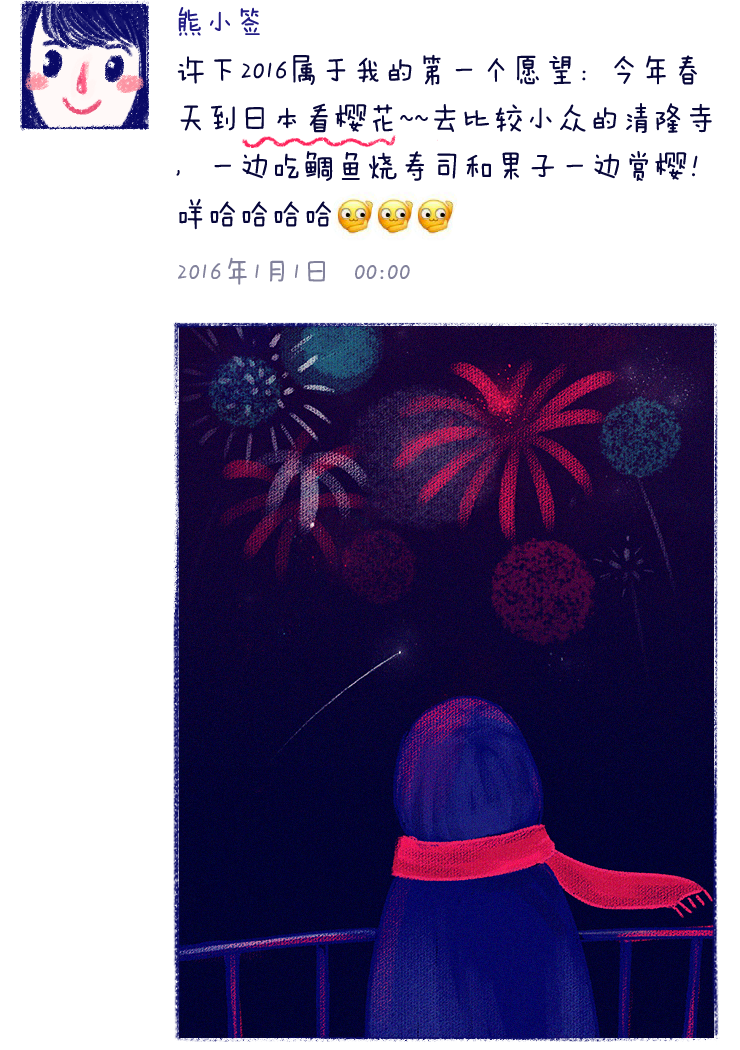 熊小签
许下2016属于我的第一个愿望：今年春
天到日本看樱花~~去比较小众的清隆寺
，一边吃鲷鱼烧寿司和果子一边赏樱！
咩哈哈哈哈
2016年1月1日 00:00